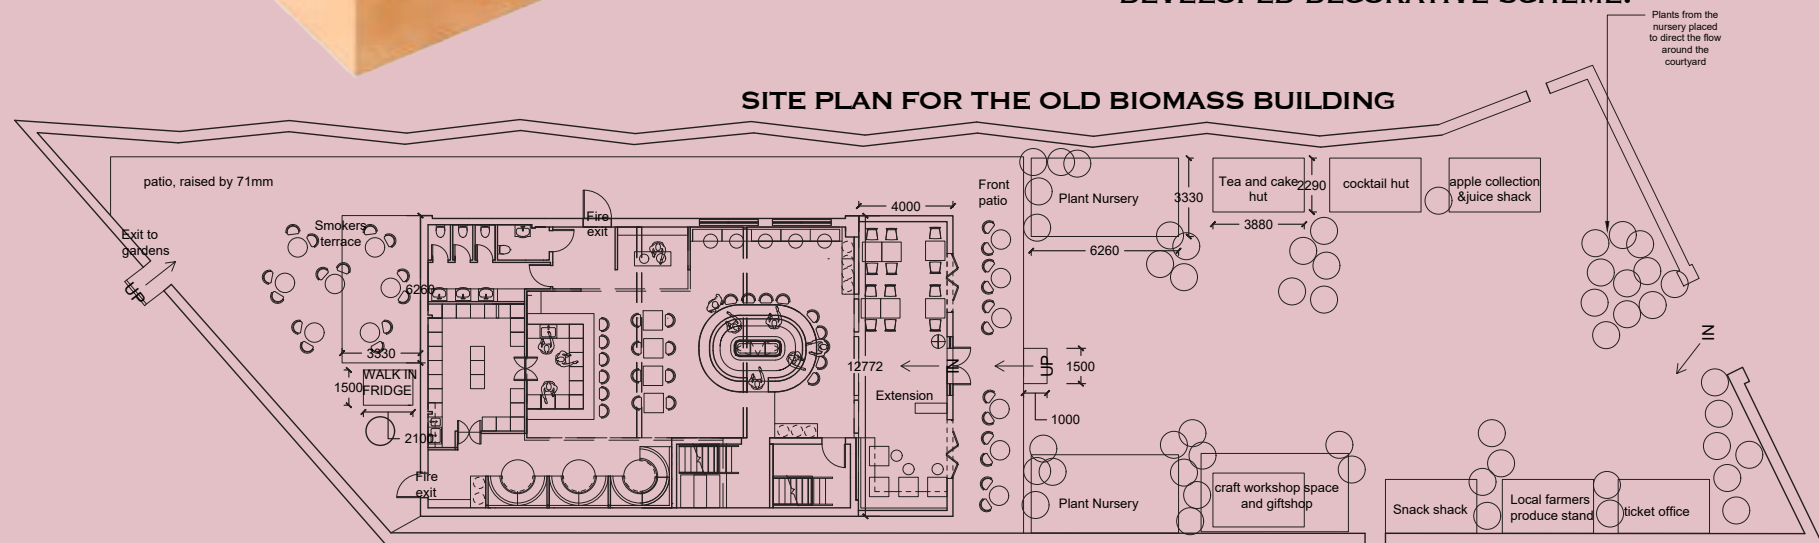 DEVELOPED DECORATIVE SCHEME.
Plants from the
nursery placed
to direct the flow
around the
courtyard
SITE PLAN FOR THE OLD BIOMASS BUILDING
patio, raised by 71mm
Exit to
gardens
UP
Smokers
terrace
6260
3330
1500
WALK IN
FRIDGE
2100
Fire
exit
Fire
exit
4000
12772
Extension
IN
Front
patio
UP
1500
1000
Plant Nursery
3330
6260
Tea and cake
hut
2290
3880
cocktail hut
apple collection
&juice shack
IN
Plant Nursery
craft workshop space
and giftshop
Snack shack
Local farmers
produce stand
ticket office